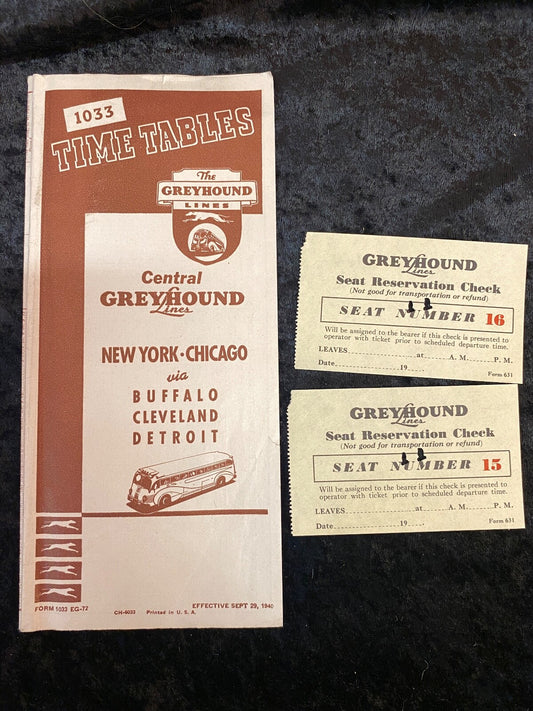 1033
TIME TABLES
The
GREYHOUND
LINES
Central
GREYHOUND
Lines
NEW YORK · CHICAGO
via
BUFFALO
CLEVELAND
DETROIT
FORM 1033 EG-72
CH-4033
Printed in U. S. A.
EFFECTIVE SEPT 29, 1940
GREYHOUND
Lines
Seat Reservation Check
(Not good for transportation or refund)
SEAT NUMBER 16
Will be assigned to the bearer if this check is presented to
operator with ticket prior to scheduled departure time.
LEAVES....................at........A. M.......P. M.
Date....................19.....
Form 631
GREYHOUND
Lines
Seat Reservation Check
(Not good for transportation or refund)
SEAT NUMBER 15
Will be assigned to the bearer if this check is presented to
operator with ticket prior to scheduled departure time.
LEAVES....................at........A. M.......P. M.
Date....................19.....
Form 631